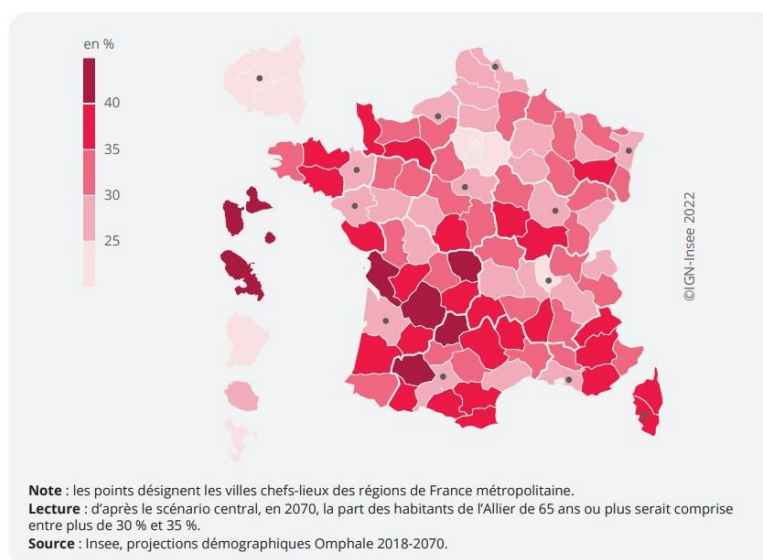 en %
40
35
30
25
©IGN-Insee 2022
Note : les points désignent les villes chefs-lieux des régions de France métropolitaine.
Lecture : d'après le scénario central, en 2070, la part des habitants de l'Allier de 65 ans ou plus serait comprise
entre plus de 30 % et 35 %.
Source : Insee, projections démographiques Omphale 2018-2070.